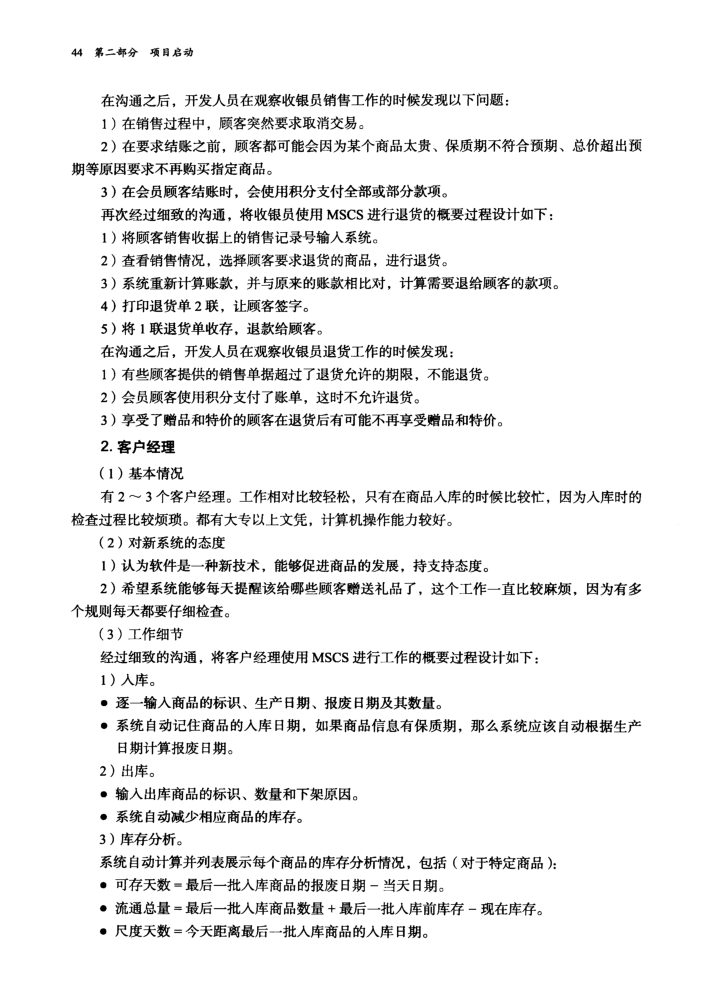 44 第二部分 项目启动
在沟通之后，开发人员在观察收银员销售工作的时候发现以下问题：
1）在销售过程中，顾客突然要求取消交易。
2）在要求结账之前，顾客都可能会因为某个商品太贵、保质期不符合预期、总价超出预
期等原因要求不再购买指定商品。
3）在会员顾客结账时，会使用积分支付全部或部分款项。
再次经过细致的沟通，将收银员使用 MSCS 进行退货的概要过程设计如下：
1）将顾客销售收据上的销售记录号输入系统。
2）查看销售情况，选择顾客要求退货的商品，进行退货。
3）系统重新计算账款，并与原来的账款相比对，计算需要退给顾客的款项。
4）打印退货单 2 联，让顾客签字。
5）将 1 联退货单收存，退款给顾客。
在沟通之后，开发人员在观察收银员退货工作的时候发现：
1）有些顾客提供的销售单据超过了退货允许的期限，不能退货。
2）会员顾客使用积分支付了账单，这时不允许退货。
3）享受了赠品和特价的顾客在退货后有可能不再享受赠品和特价。
2. 客户经理
（1）基本情况
有 2 ～ 3 个客户经理。工作相对比较轻松，只有在商品入库的时候比较忙，因为入库时的
检查过程比较烦琐。都有大专以上文凭，计算机操作能力较好。
（2）对新系统的态度
1）认为软件是一种新技术，能够促进商品的发展，持支持态度。
2）希望系统能够每天提醒该给哪些顾客赠送礼品了，这个工作一直比较麻烦，因为有多
个规则每天都要仔细检查。
（3）工作细节
经过细致的沟通，将客户经理使用 MSCS 进行工作的概要过程设计如下：
1）入库。
● 逐一输入商品的标识、生产日期、报废日期及其数量。
● 系统自动记住商品的入库日期，如果商品信息有保质期，那么系统应该自动根据生产
日期计算报废日期。
2）出库。
● 输入出库商品的标识、数量和下架原因。
● 系统自动减少相应商品的库存。
3）库存分析。
系统自动计算并列表展示每个商品的库存分析情况，包括（对于特定商品）：
● 可存天数 = 最后一批入库商品的报废日期 − 当天日期。
● 流通总量 = 最后一批入库商品数量 + 最后一批入库前库存 − 现在库存。
● 尺度天数 = 今天距离最后一批入库商品的入库日期。